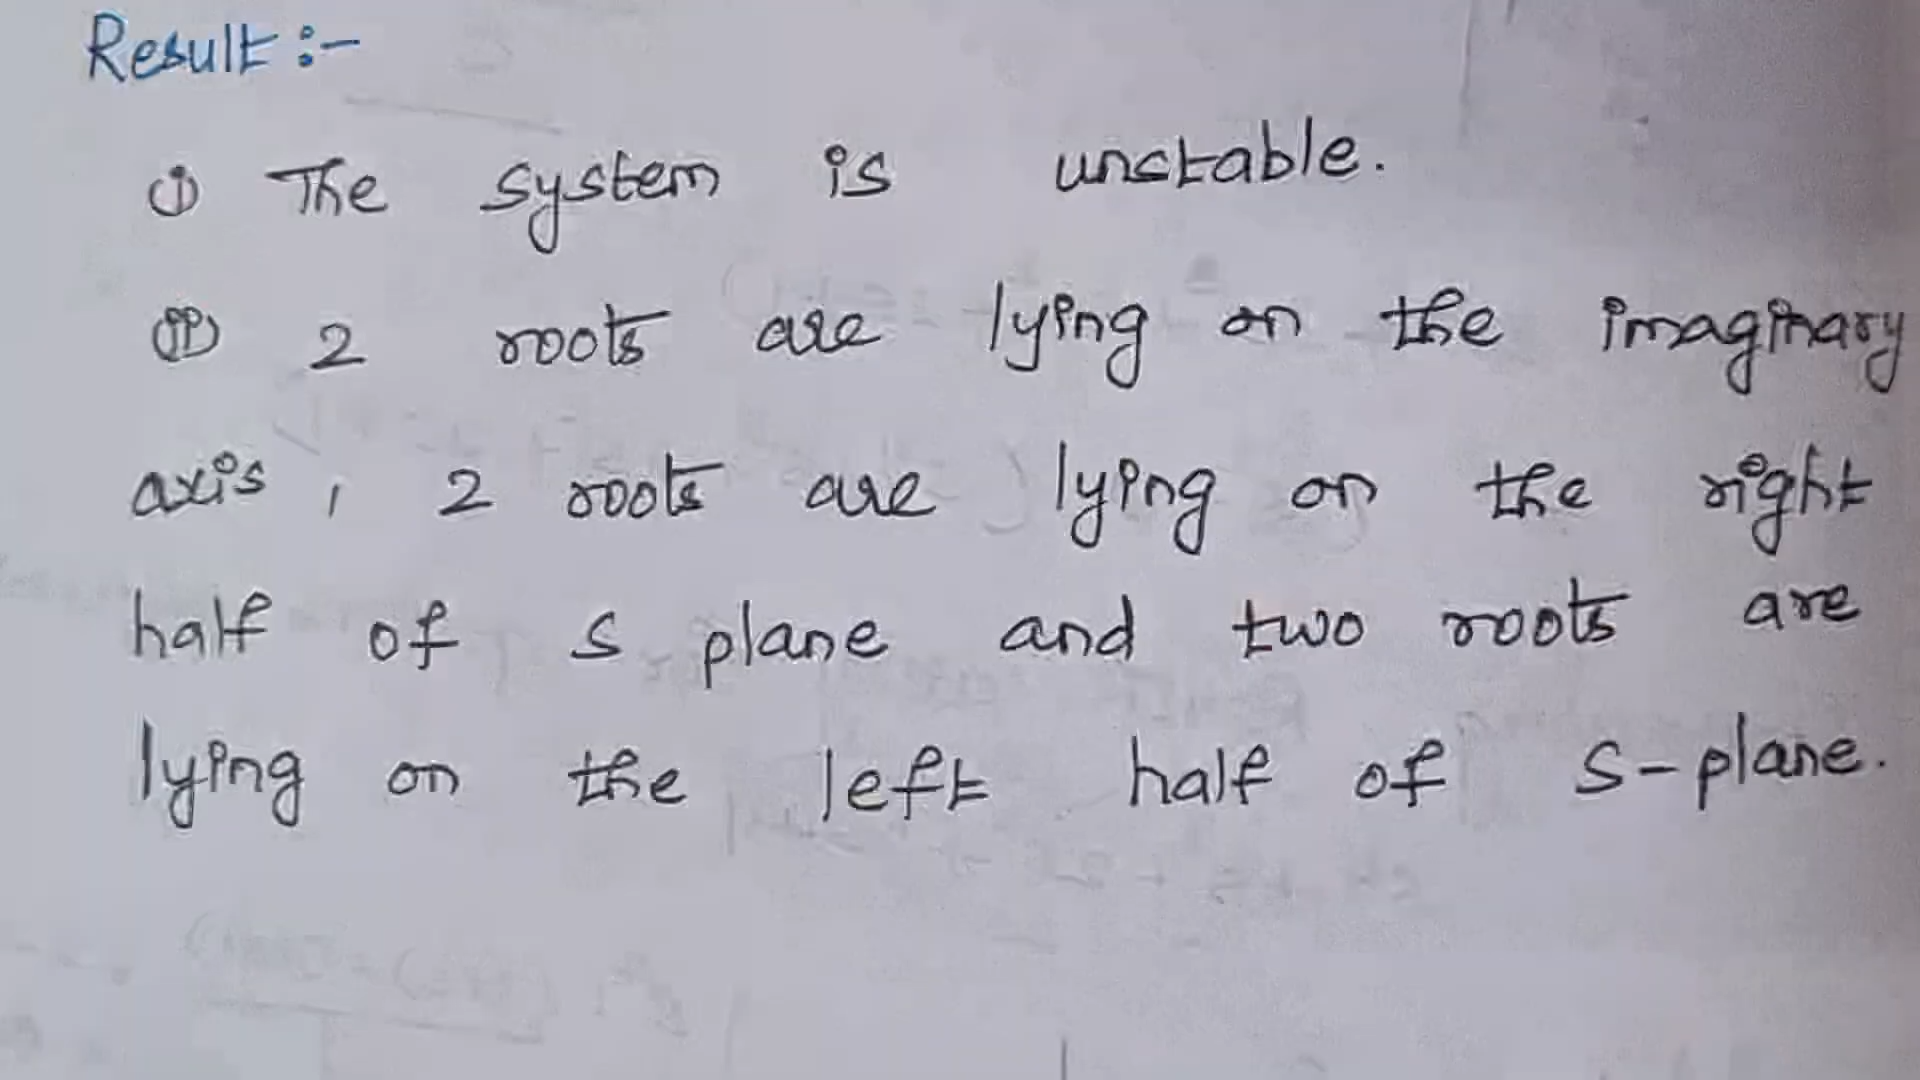 Result :-
(i) The system is unstable.
(ii) 2 roots are lying on the imaginary
axis, 2 roots are lying on the right
half of s plane and two roots are
lying on the left half of s-plane.